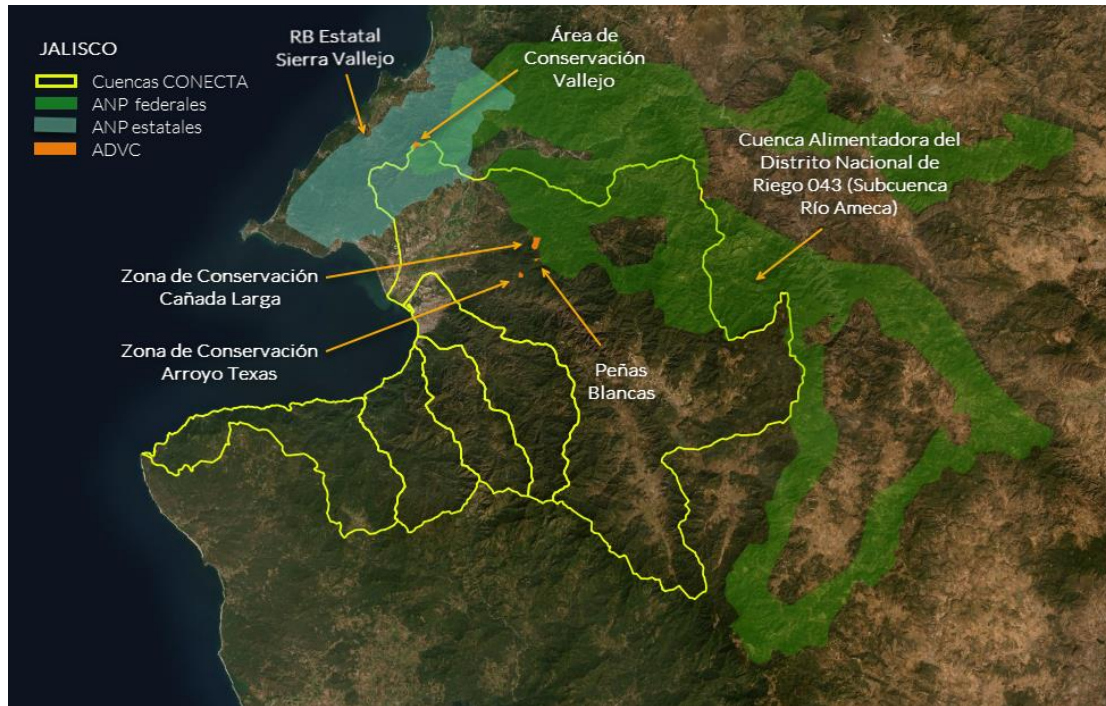 JALISCO
Cuencas CONECTA
ANP federales
ANP estatales
ADVC
RB Estatal
Sierra Vallejo
Área de
Conservación
Vallejo
Cuenca Alimentadora del
Distrito Nacional de
Riego 043 (Subcuenca
Río Ameca)
Zona de Conservación
Cañada Larga
Zona de Conservación
Arroyo Texas
Peñas
Blancas